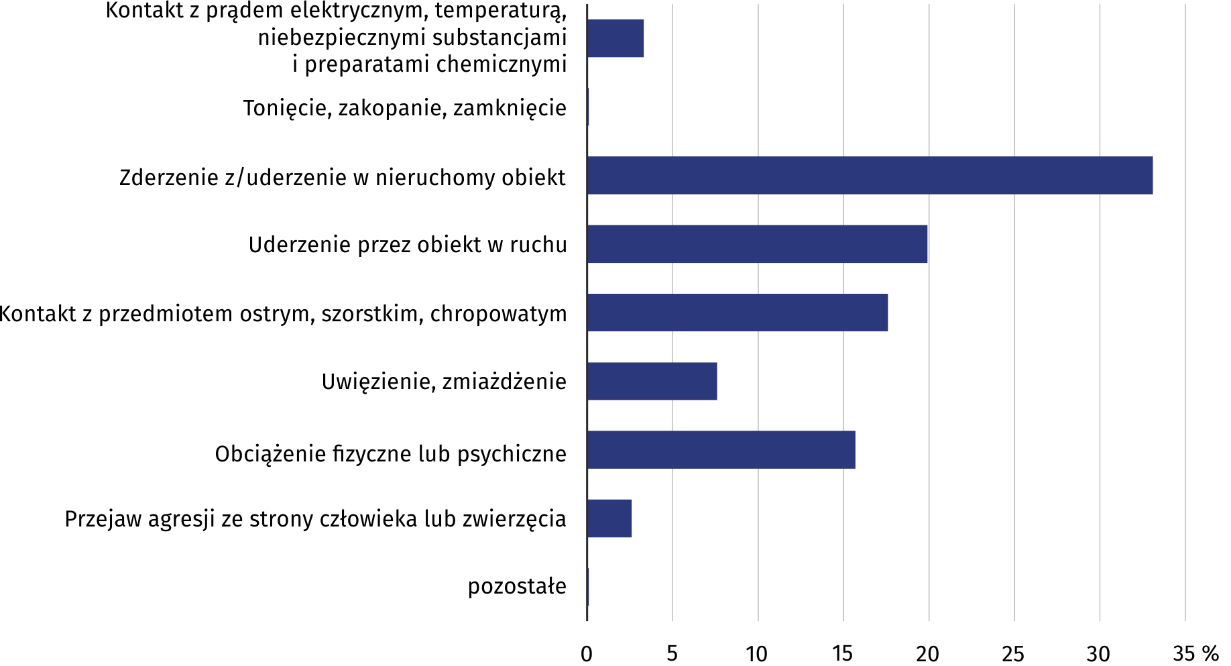 Kontakt z prądem elektrycznym, temperaturą,
niebezpiecznymi substancjami
i preparatami chemicznymi
Tonięcie, zakopanie, zamknięcie
Zderzenie z/uderzenie w nieruchomy obiekt
Uderzenie przez obiekt w ruchu
Kontakt z przedmiotem ostrym, szorstkim, chropowatym
Uwięzienie, zmiażdżenie
Obciążenie fizyczne lub psychiczne
Przejaw agresji ze strony człowieka lub zwierzęcia
pozostałe
0 5 10 15 20 25 30 35 %